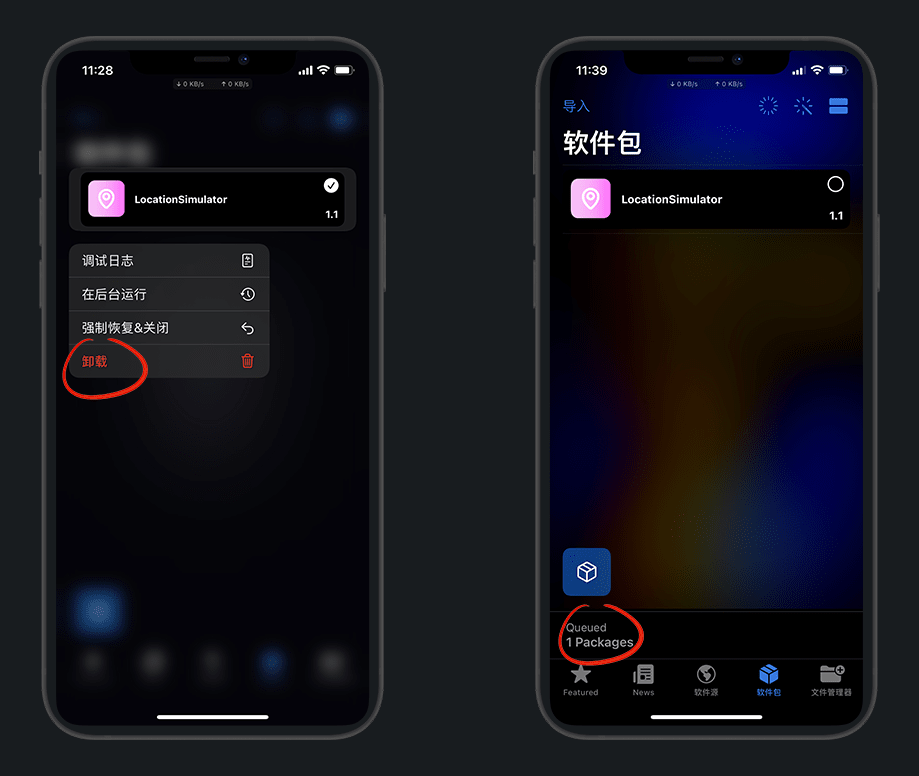 11:28
↓ 0 KB/s ↑ 0 KB/s
LocationSimulator
1.1
调试日志
在后台运行
强制恢复&关闭
卸载
11:39
↓ 0 KB/s ↑ 0 KB/s
导入
软件包
LocationSimulator
1.1
Queued
1 Packages
Featured
News
软件源
软件包
文件管理器